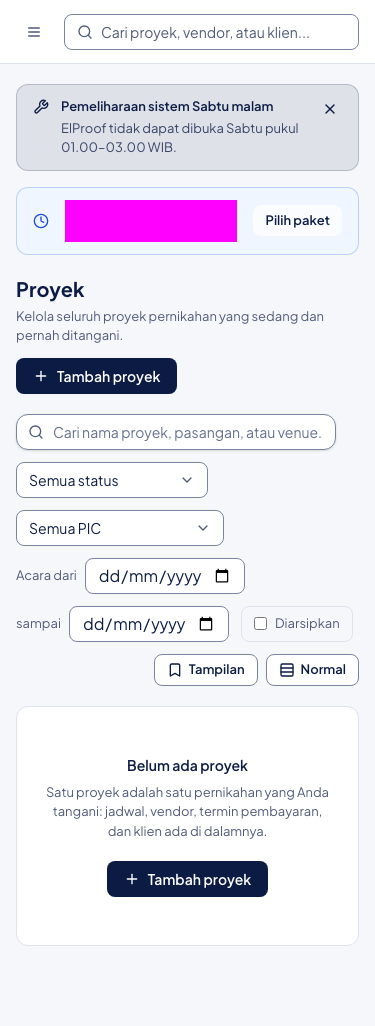 Cari proyek, vendor, atau klien...
Pemeliharaan sistem Sabtu malam
ElProof tidak dapat dibuka Sabtu pukul
01.00–03.00 WIB.
Pilih paket
Proyek
Kelola seluruh proyek pernikahan yang sedang dan
pernah ditangani.
Tambah proyek
Cari nama proyek, pasangan, atau venue.
Semua status
Semua PIC
Acara dari dd/mm/yyyy
sampai dd/mm/yyyy Diarsipkan
Tampilan Normal
Belum ada proyek
Satu proyek adalah satu pernikahan yang Anda
tangani: jadwal, vendor, termin pembayaran,
dan klien ada di dalamnya.
Tambah proyek